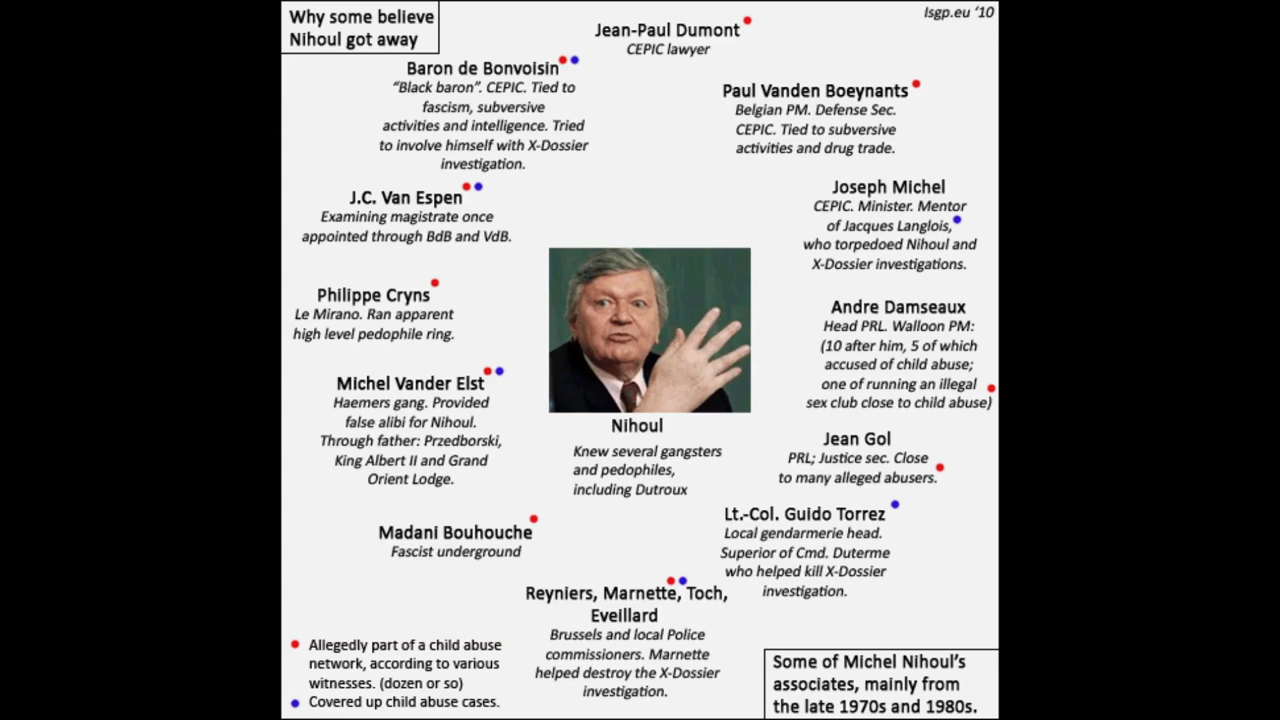 Why some believe
Nihoul got away
Isgp.eu ‘10
Jean-Paul Dumont
CEPIC lawyer
Baron de Bonvoisin
“Black baron”. CEPIC. Tied to
fascism, subversive
activities and intelligence. Tried
to involve himself with X-Dossier
investigation.
Paul Vanden Boeynants
Belgian PM. Defense Sec.
CEPIC. Tied to subversive
activities and drug trade.
J.C. Van Espen
Examining magistrate once
appointed through BdB and VdB.
Joseph Michel
CEPIC. Minister. Mentor
of Jacques Langlois,
who torpedoed Nihoul and
X-Dossier investigations.
Philippe Cryns
Le Mirano. Ran apparent
high level pedophile ring.
Andre Damseaux
Head PRL. Walloon PM:
(10 after him, 5 of which
accused of child abuse;
one of running an illegal
sex club close to child abuse)
Michel Vander Elst
Haemers gang. Provided
false alibi for Nihoul.
Through father: Przedborski,
King Albert II and Grand
Orient Lodge.
Nihoul
Knew several gangsters
and pedophiles,
including Dutroux
Jean Gol
PRL; Justice sec. Close
to many alleged abusers.
Madani Bouhouche
Fascist underground
Lt.-Col. Guido Torrez
Local gendarmerie head.
Superior of Cmd. Duterme
who helped kill X-Dossier
investigation.
Reyniers, Marnette, Toch,
Eveillard
Brussels and local Police
commissioners. Marnette
helped destroy the X-Dossier
investigation.
Allegedly part of a child abuse
network, according to various
witnesses. (dozen or so)
Covered up child abuse cases.
Some of Michel Nihoul’s
associates, mainly from
the late 1970s and 1980s.